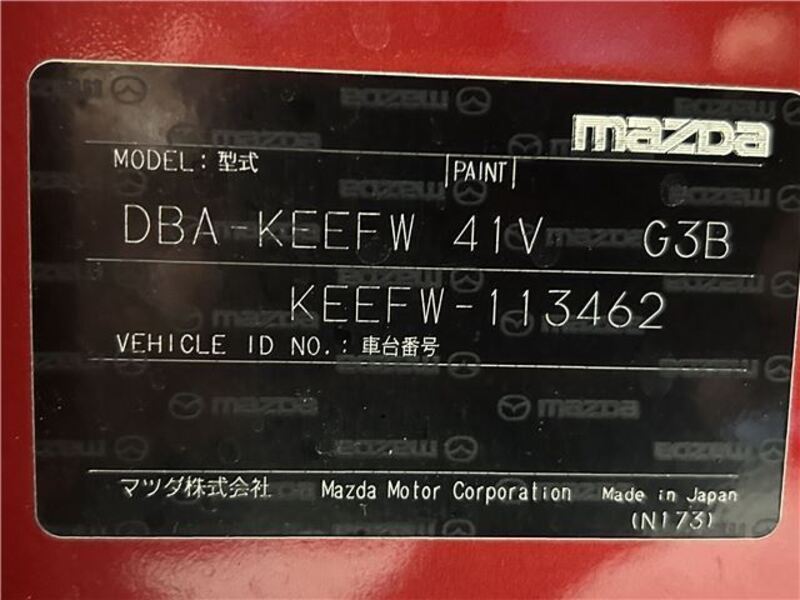 mazda
MODEL: 型式 PAINT
DBA-KEEFW 41V G3B
KEEFW-113462
VEHICLE ID NO.: 車台番号
マツダ株式会社 Mazda Motor Corporation Made in Japan
(N173)